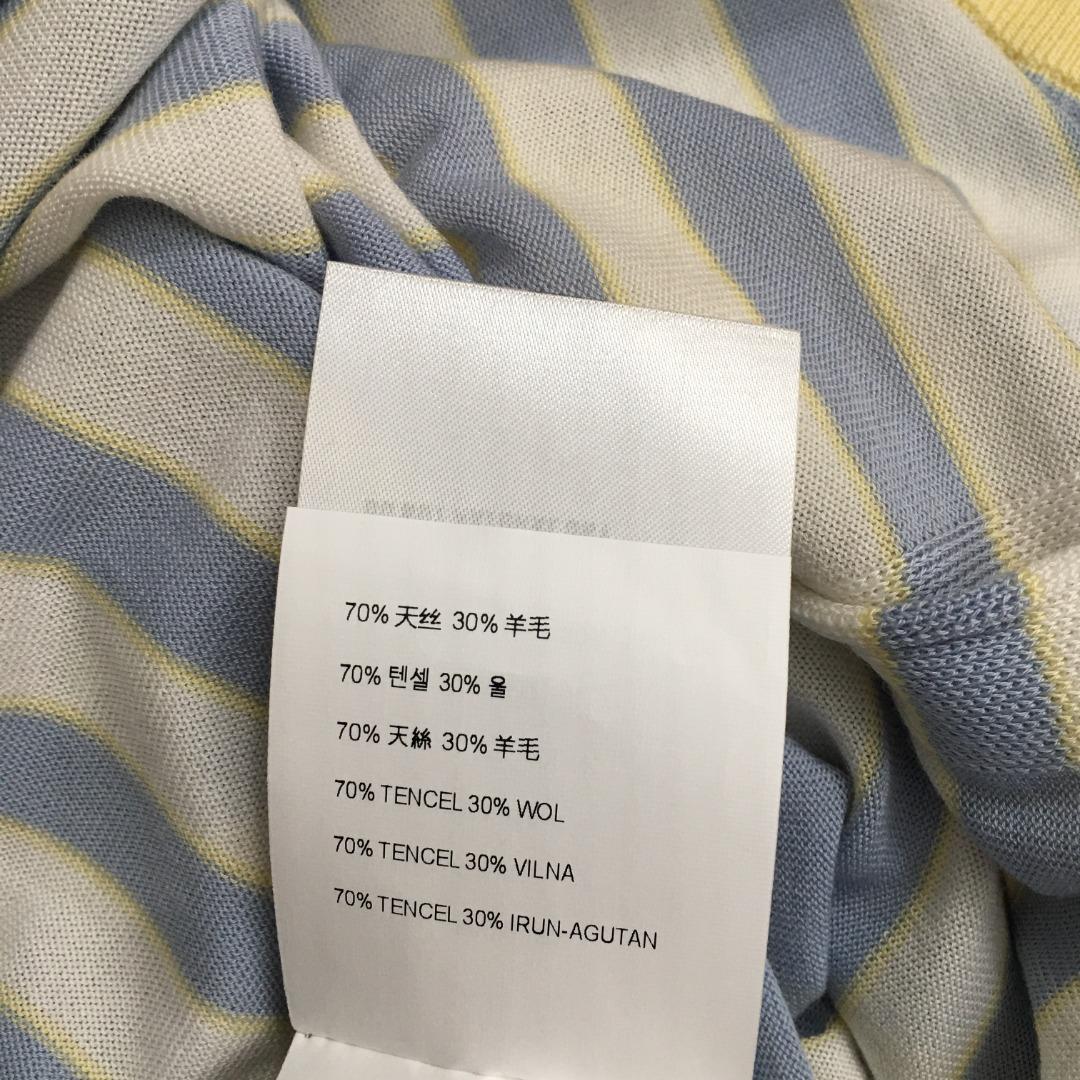 70% 天丝 30% 羊毛
70% 텐셀 30% 울
70% 天絲 30% 羊毛
70% TENCEL 30% WOL
70% TENCEL 30% VILNA
70% TENCEL 30% IRUN-AGUTAN